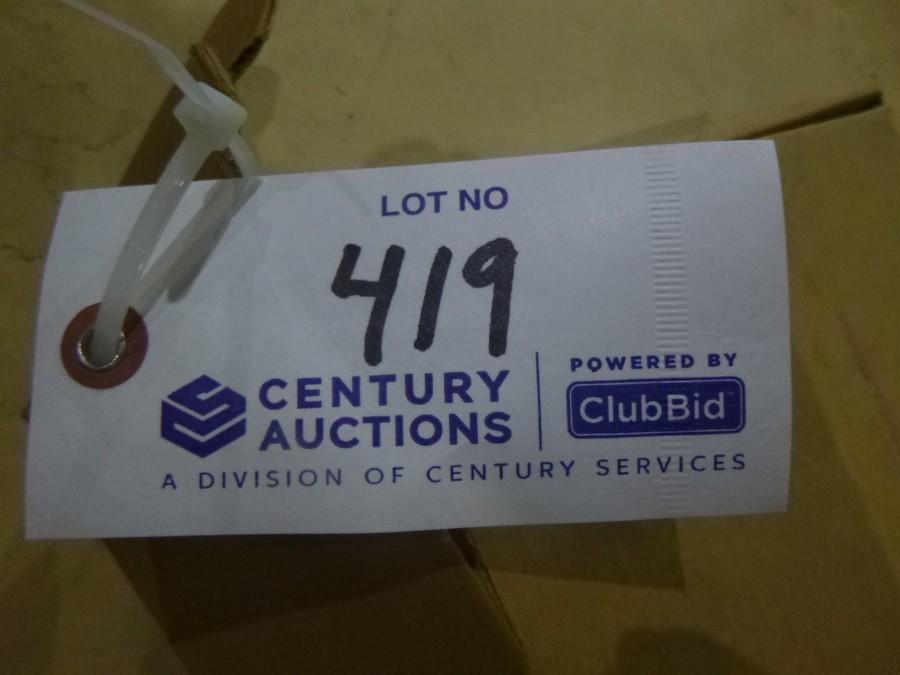 LOT NO
419
CENTURY AUCTIONS
POWERED BY
ClubBid
A DIVISION OF CENTURY SERVICES